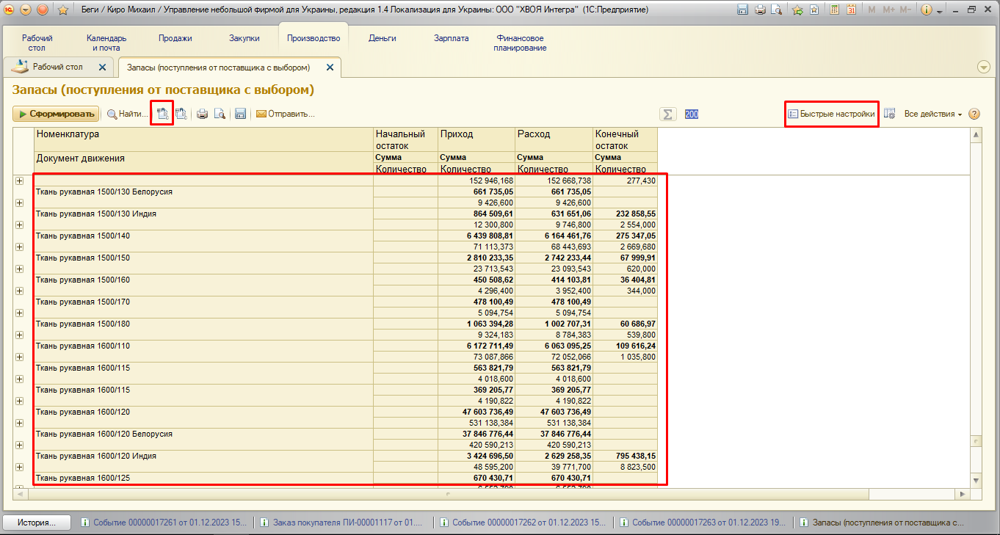 Беги / Киро Михаил / Управление небольшой фирмой для Украины, редакция 1.4 Локализация для Украины: ООО "ХВОЯ Интегра" (1С:Предприятие)
M M+ M-
Рабочий стол
Календарь и почта
Продажи
Закупки
Производство
Деньги
Зарплата
Финансовое планирование
Рабочий стол
Запасы (поступления от поставщика с выбором)
Запасы (поступления от поставщика с выбором)
Сформировать Найти... Отправить... Σ 200 Быстрые настройки Все действия
Номенклатура Начальный остаток Приход Расход Конечный остаток
Документ движения Сумма Сумма Сумма Сумма
Количество Количество Количество Количество
152 946,168 152 668,738 277,430
Ткань рукавная 1500/130 Белорусия 661 735,05 661 735,05
9 426,600 9 426,600
Ткань рукавная 1500/130 Индия 864 509,61 631 651,06 232 858,55
12 300,800 9 746,800 2 554,000
Ткань рукавная 1500/140 6 439 808,81 6 164 461,76 275 347,05
71 113,373 68 443,693 2 669,680
Ткань рукавная 1500/150 2 810 233,35 2 742 233,44 67 999,91
23 713,543 23 093,543 620,000
Ткань рукавная 1500/160 450 508,62 414 103,81 36 404,81
4 296,400 3 952,400 344,000
Ткань рукавная 1500/170 478 100,49 478 100,49
5 094,754 5 094,754
Ткань рукавная 1500/180 1 063 394,28 1 002 707,31 60 686,97
9 324,183 8 784,383 539,800
Ткань рукавная 1600/110 6 172 711,49 6 063 095,25 109 616,24
73 087,866 72 052,066 1 035,800
Ткань рукавная 1600/115 563 821,79 563 821,79
4 018,600 4 018,600
Ткань рукавная 1600/115 369 205,77 369 205,77
4 190,822 4 190,822
Ткань рукавная 1600/120 47 603 736,49 47 603 736,49
531 138,384 531 138,384
Ткань рукавная 1600/120 Белорусия 37 846 776,44 37 846 776,44
420 590,213 420 590,213
Ткань рукавная 1600/120 Индия 3 424 696,50 2 629 258,35 795 438,15
48 595,200 39 771,700 8 823,500
Ткань рукавная 1600/125 670 430,71 670 430,71
История... Событие 00000017261 от 01.12.2023 15... Заказ покупателя ПИ-00001117 от 01.... Событие 00000017262 от 01.12.2023 15... Событие 00000017263 от 01.12.2023 19... Запасы (поступления от поставщика с...